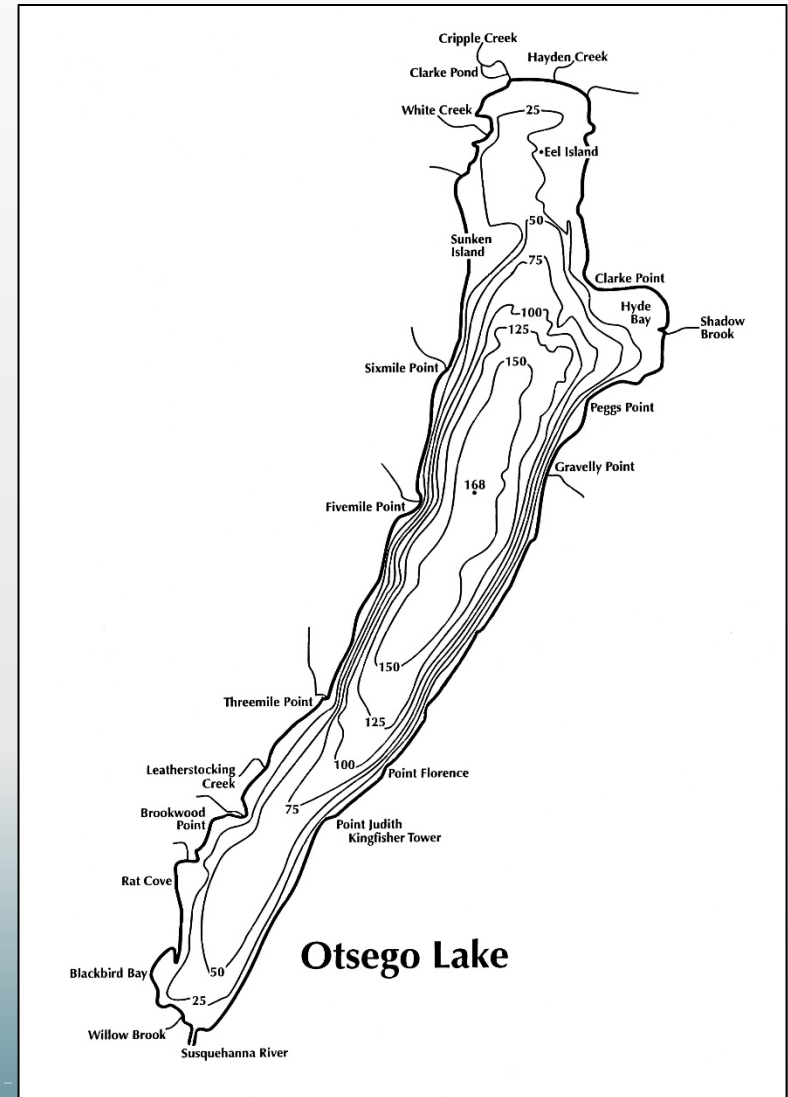 Cripple Creek
Hayden Creek
Clarke Pond
White Creek
25
Eel Island
50
Sunken
Island
75
Clarke Point
Hyde
Bay
Shadow
Brook
100
125
150
Sixmile Point
Peggs Point
Gravelly Point
168
Fivemile Point
150
Threemile Point
125
100
Leatherstocking
Creek
Point Florence
75
Brookwood
Point
Point Judith
Kingfisher Tower
Rat Cove
Otsego Lake
Blackbird Bay
50
25
Willow Brook
Susquehanna River